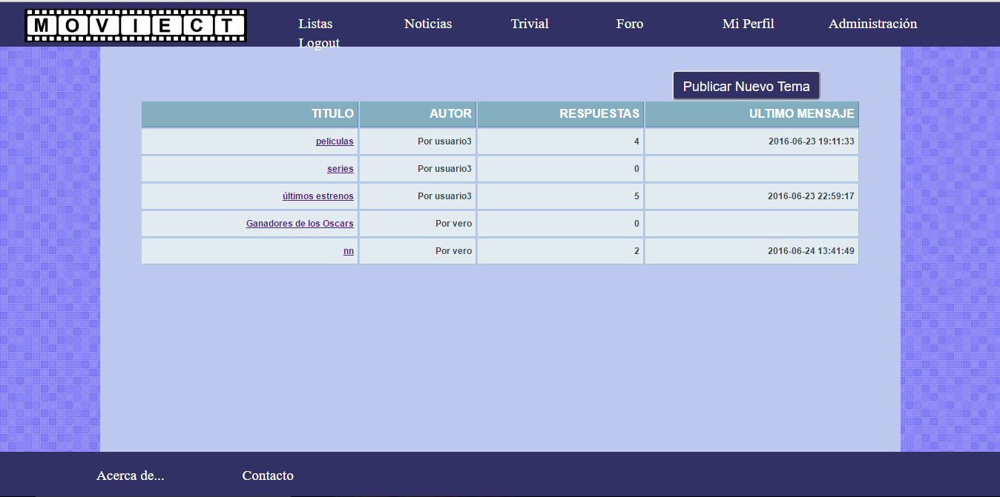 MOVIECT
Listas Noticias Trivial Foro Mi Perfil Administración
Logout
Publicar Nuevo Tema
TITULO AUTOR RESPUESTAS ULTIMO MENSAJE
peliculas Por usuario3 4 2016-06-23 19:11:33
series Por usuario3 0
últimos estrenos Por usuario3 5 2016-06-23 22:59:17
Ganadores de los Oscars Por vero 0
nn Por vero 2 2016-06-24 13:41:49
Acerca de... Contacto